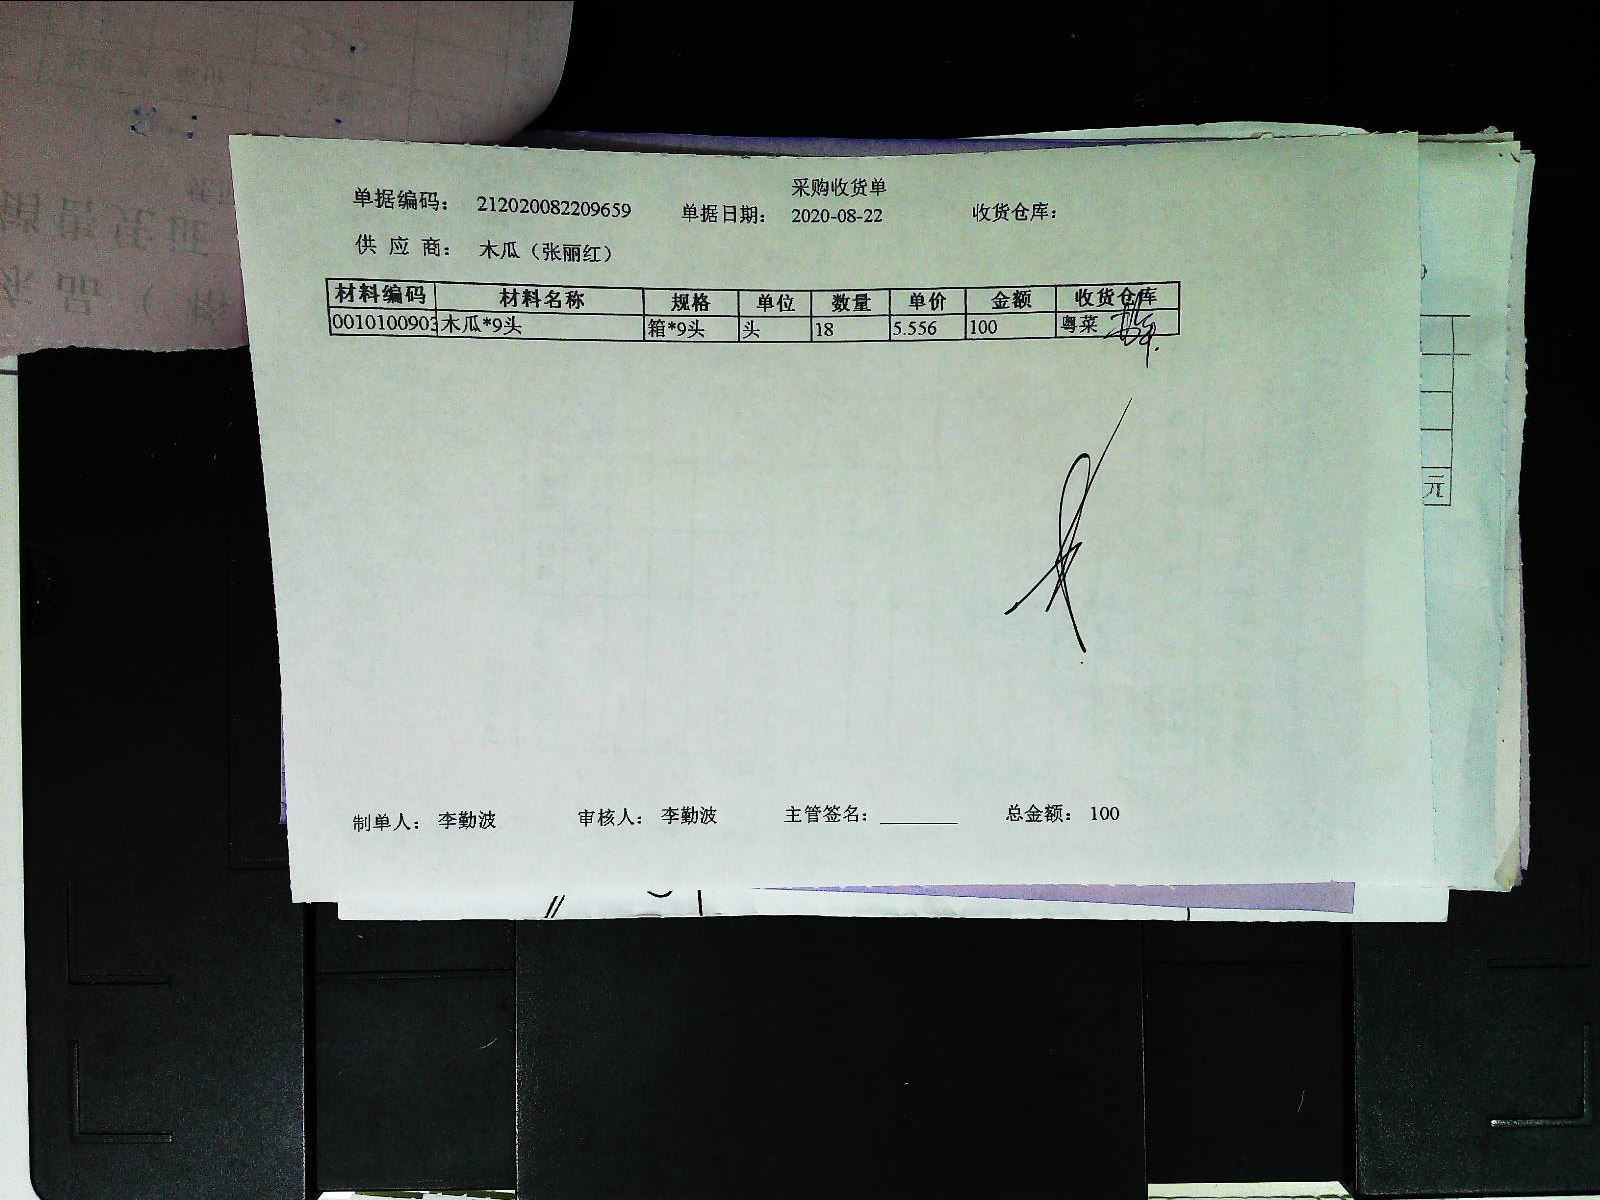 采购收货单
单据编码： 212020082209659 单据日期： 2020-08-22 收货仓库：
供 应 商： 木瓜（张丽红）
材料编码 材料名称 规格 单位 数量 单价 金额 收货仓库
0010100903 木瓜*9头 箱*9头 头 18 5.556 100 粤菜
制单人： 李勤波 审核人： 李勤波 主管签名：________ 总金额： 100
元